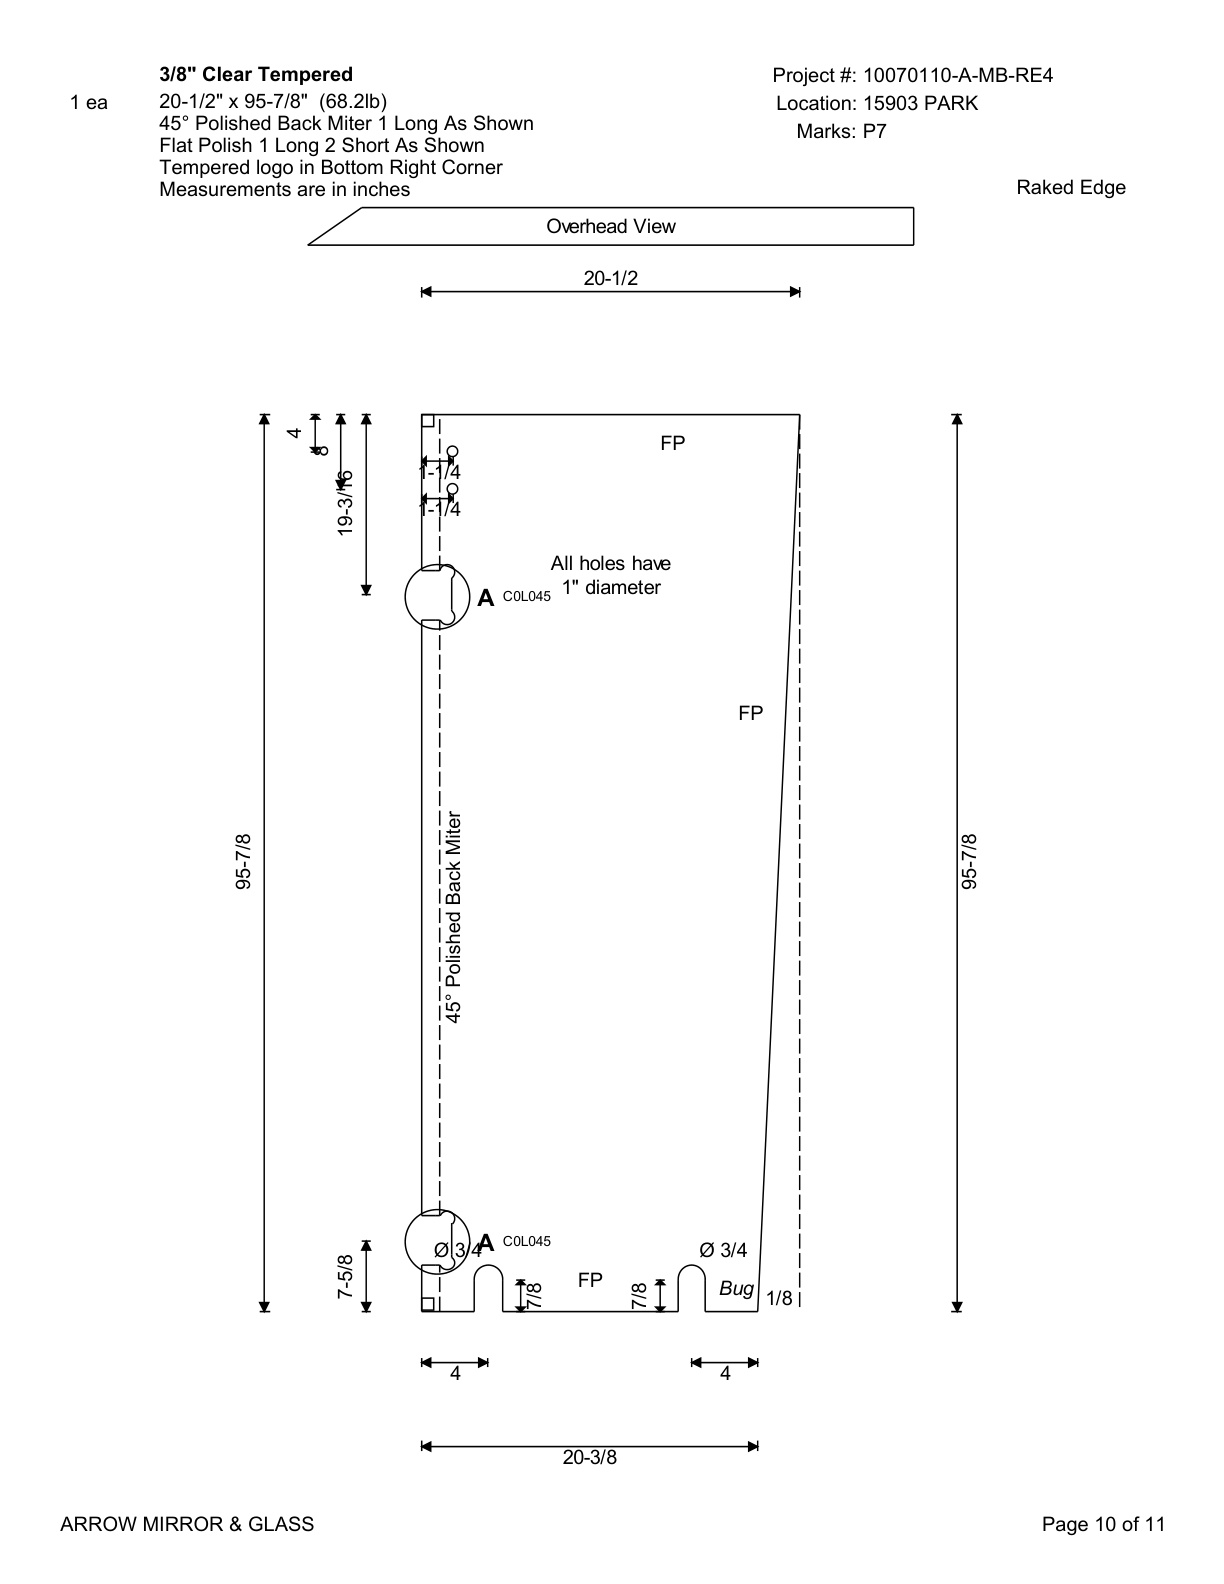 3/8" Clear Tempered
Project #: 10070110-A-MB-RE4
1 ea
20-1/2" x 95-7/8" (68.2lb)
Location: 15903 PARK
45° Polished Back Miter 1 Long As Shown
Marks: P7
Flat Polish 1 Long 2 Short As Shown
Tempered logo in Bottom Right Corner
Measurements are in inches
Raked Edge
Overhead View
20-1/2
4
8
19-3/16
FP
1-1/4
1-1/4
All holes have
1" diameter
A C0L045
FP
95-7/8
45° Polished Back Miter
95-7/8
A C0L045
Ø 3/4
Ø 3/4
7-5/8
7/8
FP
7/8
Bug
1/8
4
4
20-3/8
ARROW MIRROR & GLASS
Page 10 of 11